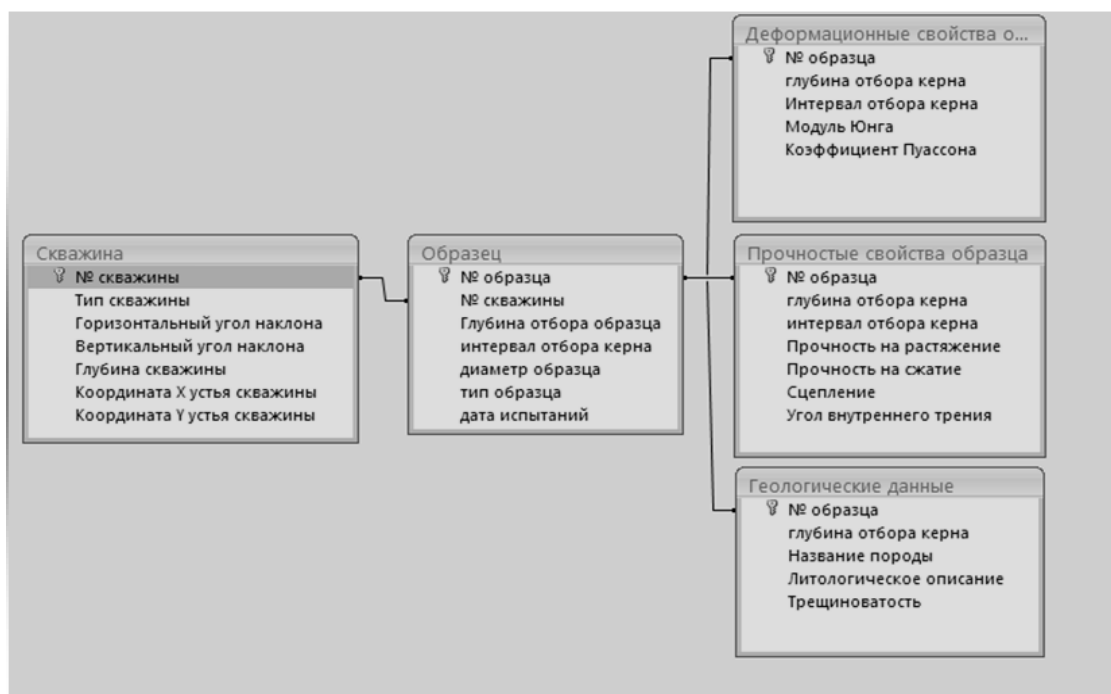 Скважина
№ скважины
Тип скважины
Горизонтальный угол наклона
Вертикальный угол наклона
Глубина скважины
Координата X устья скважины
Координата Y устья скважины
Образец
№ образца
№ скважины
Глубина отбора образца
интервал отбора керна
диаметр образца
тип образца
дата испытаний
Деформационные свойства о...
№ образца
глубина отбора керна
Интервал отбора керна
Модуль Юнга
Коэффициент Пуассона
Прочностые свойства образца
№ образца
глубина отбора керна
интервал отбора керна
Прочность на растяжение
Прочность на сжатие
Сцепление
Угол внутреннего трения
Геологические данные
№ образца
глубина отбора керна
Название породы
Литологическое описание
Трещиноватость